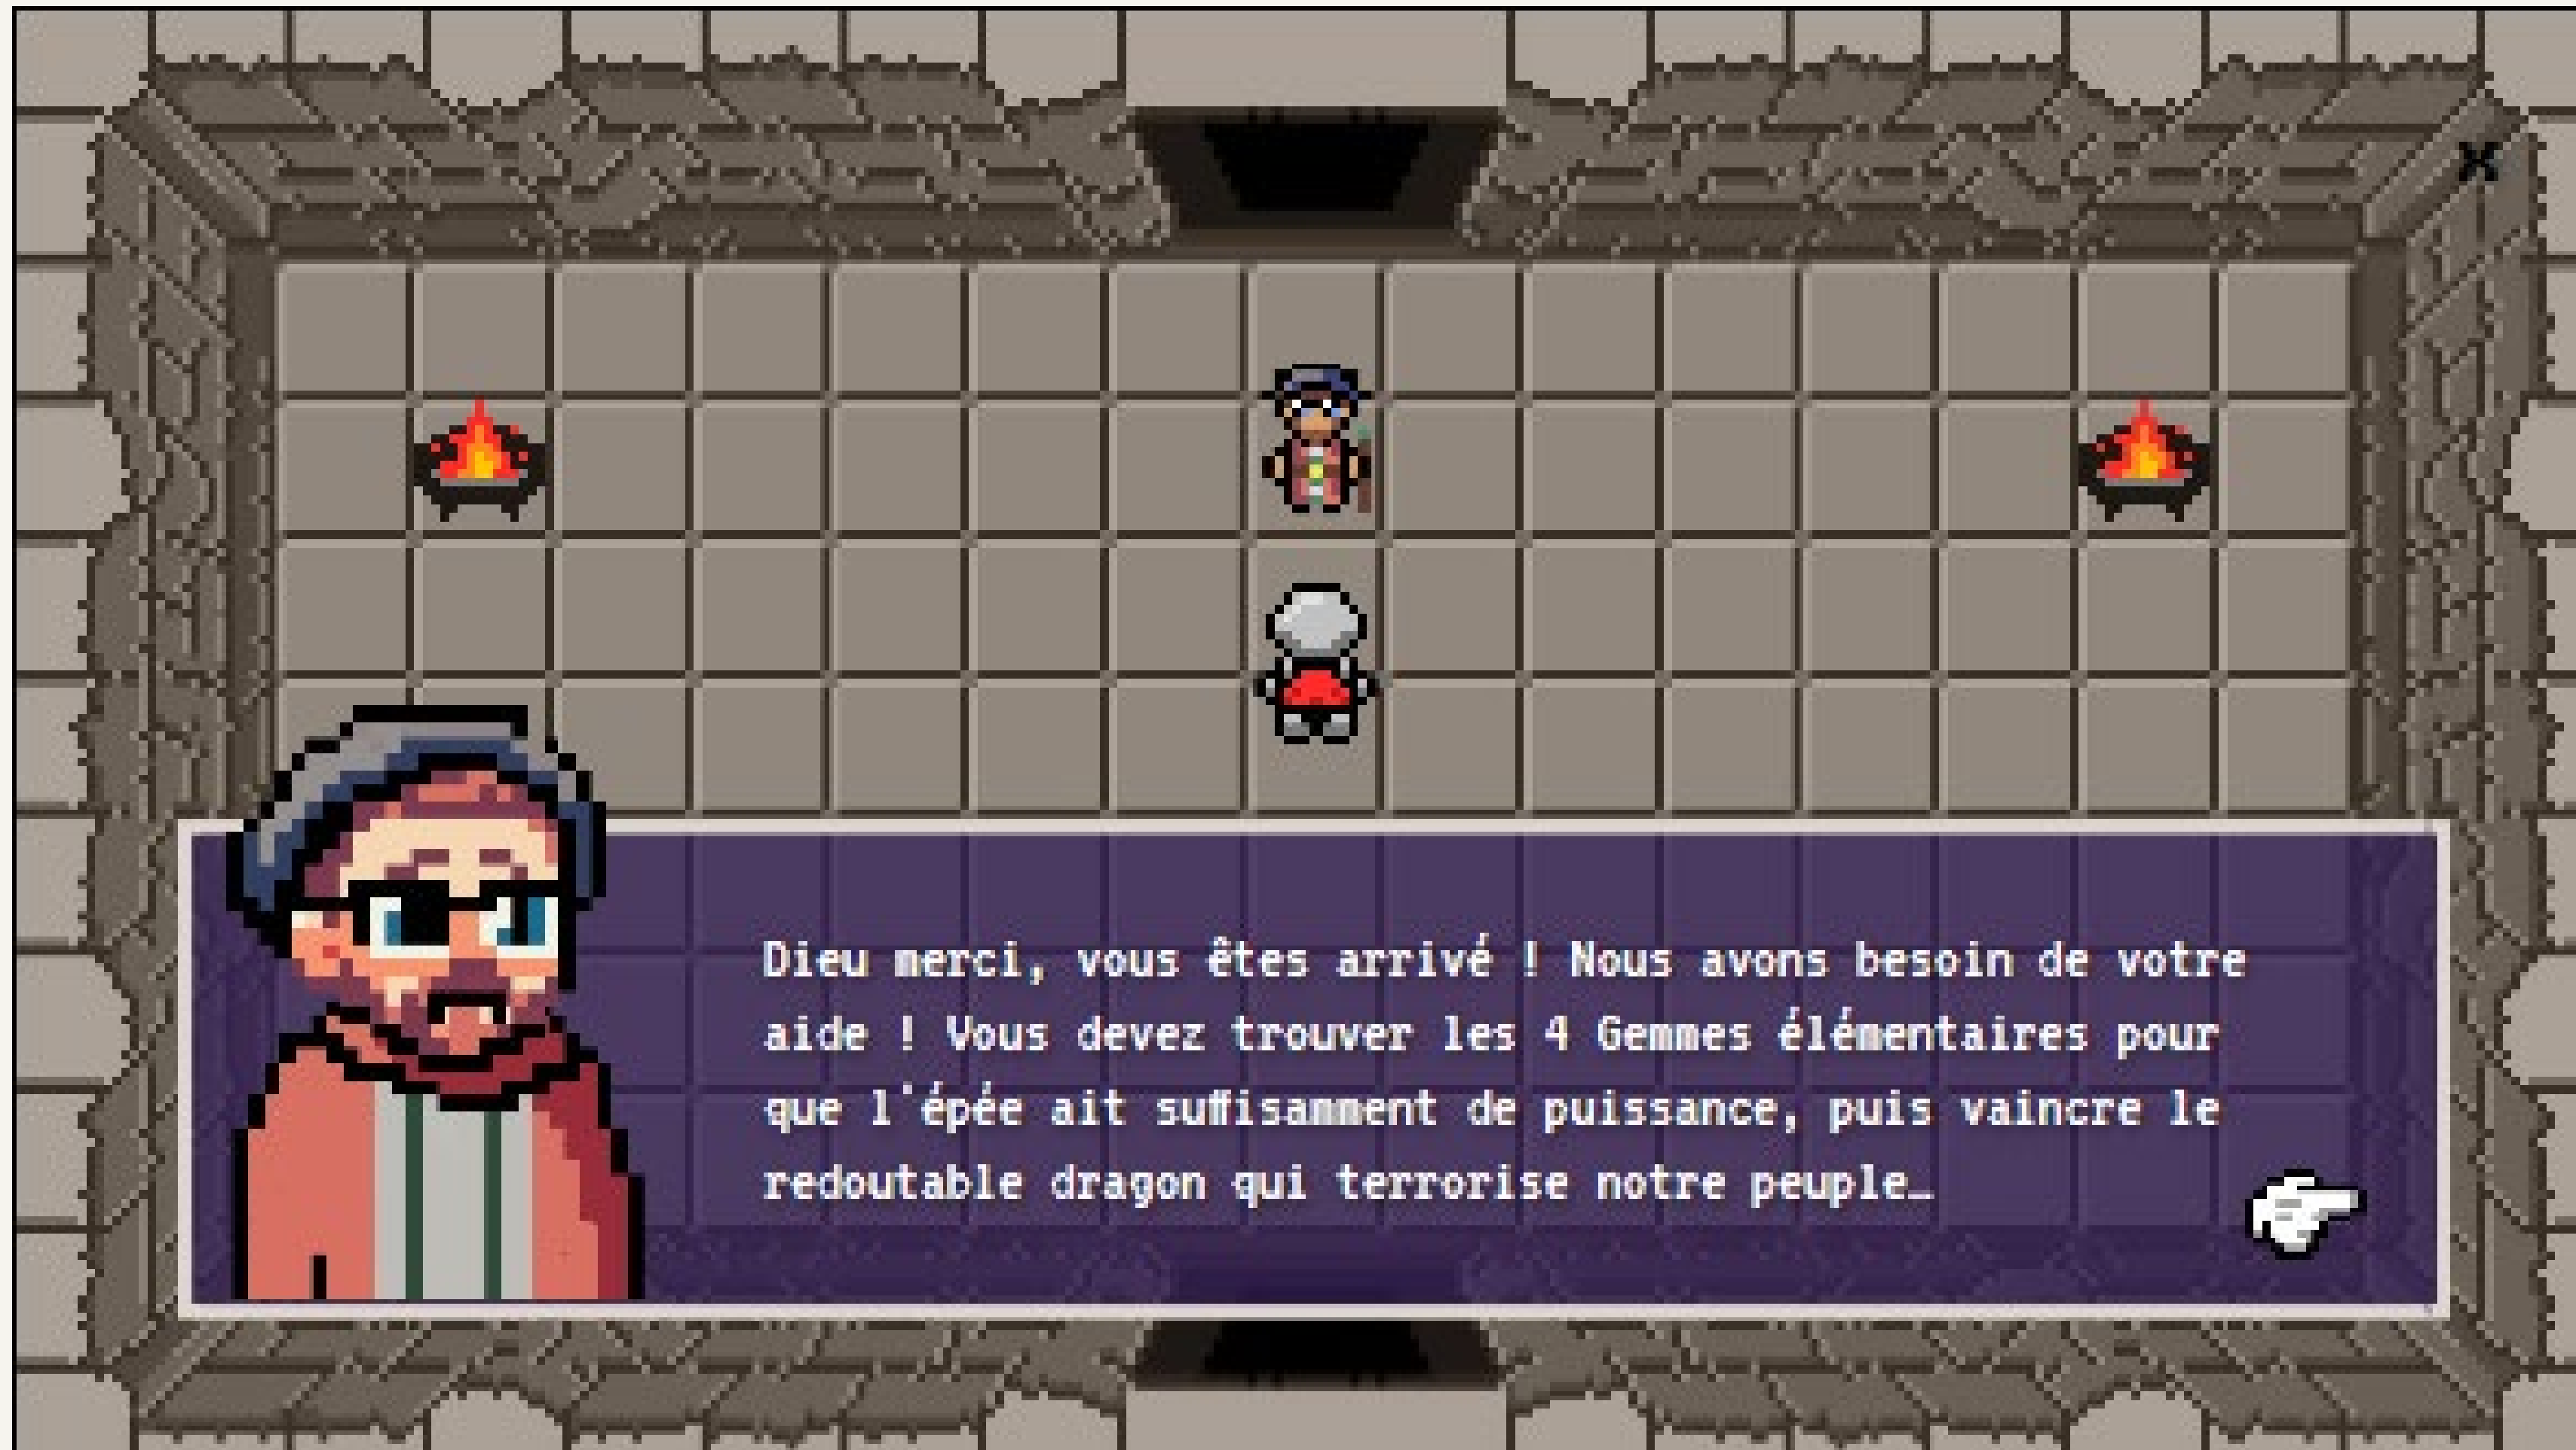 Dieu merci, vous êtes arrivé ! Nous avons besoin de votre
aide ! Vous devez trouver les 4 Gemmes élémentaires pour
que l'épée ait suffisamment de puissance, puis vaincre le
redoutable dragon qui terrorise notre peuple…